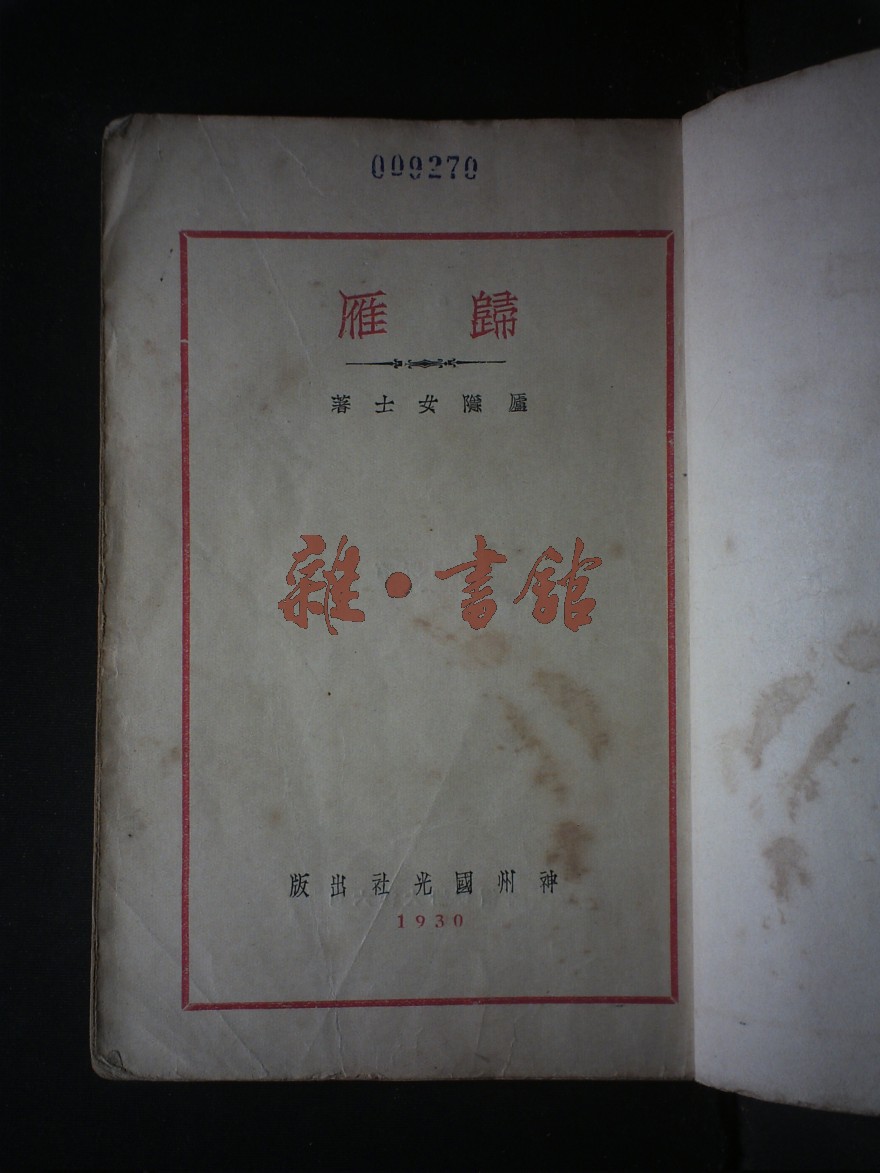 009270
歸雁
廬隱女士著
雜·書館
神州國光社出版
1930